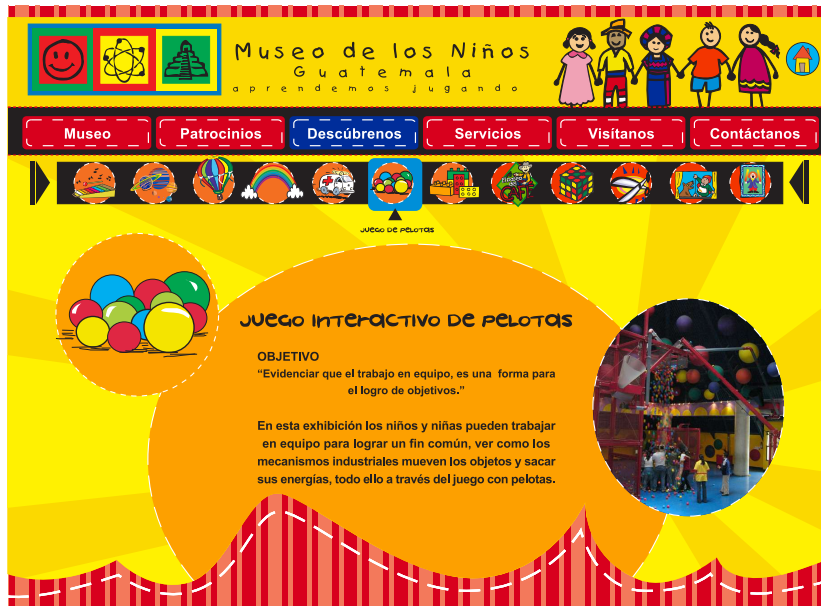 Museo de los Niños
Guatemala
aprendemos jugando
Museo
Patrocinios
Descúbrenos
Servicios
Visítanos
Contáctanos
JUEGO DE PELOTAS
JUEGO INTERACTIVO DE PELOTAS
OBJETIVO
“Evidenciar que el trabajo en equipo, es una forma para
el logro de objetivos.”
En esta exhibición los niños y niñas pueden trabajar
en equipo para lograr un fin común, ver como los
mecanismos industriales mueven los objetos y sacar
sus energías, todo ello a través del juego con pelotas.